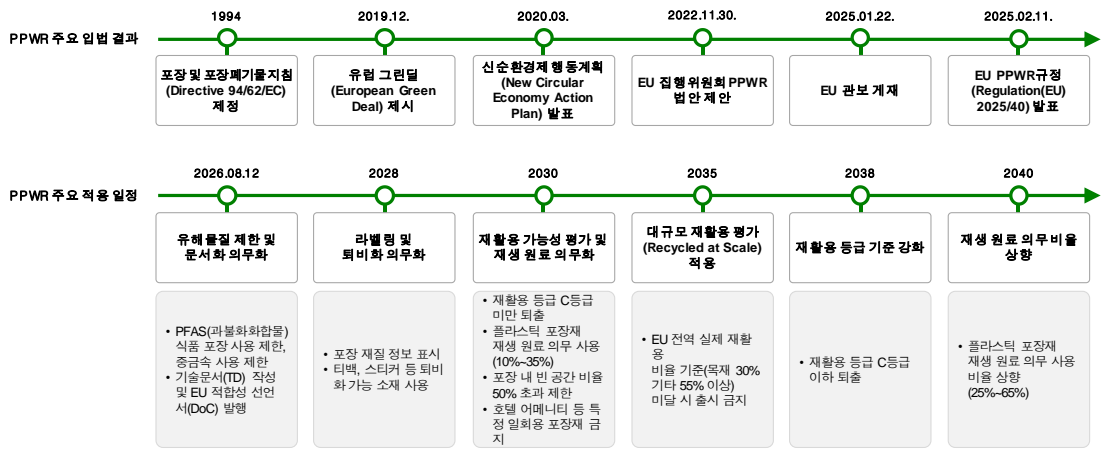 1994
2019.12.
2020.03.
2022.11.30.
2025.01.22.
2025.02.11.
PPWR 주요 입법 결과
포장 및 포장폐기물지침
(Directive 94/62/EC)
제정
유럽 그린딜
(European Green
Deal) 제시
신순환경제행동계획
(New Circular
Economy Action
Plan) 발표
EU 집행위원회 PPWR
법안 제안
EU 관보 게재
EU PPWR규정
(Regulation(EU)
2025/40) 발표
2026.08.12
2028
2030
2035
2038
2040
PPWR 주요 적용 일정
유해물질 제한 및
문서화 의무화
라벨링 및
퇴비화 의무화
재활용 가능성 평가 및
재생 원료 의무화
대규모 재활용 평가
(Recycled at Scale)
적용
재활용 등급 기준 강화
재생 원료 의무 비율
상향
• PFAS(과불화화합물)
식품 포장 사용 제한,
중금속 사용 제한
• 기술문서(TD) 작성
및 EU 적합성 선언
서(DoC) 발행
• 포장 재질 정보 표시
• 티백, 스티커 등 퇴비
화 가능 소재 사용
• 재활용 등급 C등급
미만 퇴출
• 플라스틱 포장재
재생 원료 의무 사용
(10%~35%)
• 포장 내 빈 공간 비율
50% 초과 제한
• 호텔 어메니티 등 특
정 일회용 포장재 금
지
• EU 전역 실제 재활
용
비율 기준(목재 30%
기타 55% 이상)
미달 시 출시 금지
• 재활용 등급 C등급
이하 퇴출
• 플라스틱 포장재
재생 원료 의무 사용
비율 상향
(25%~65%)